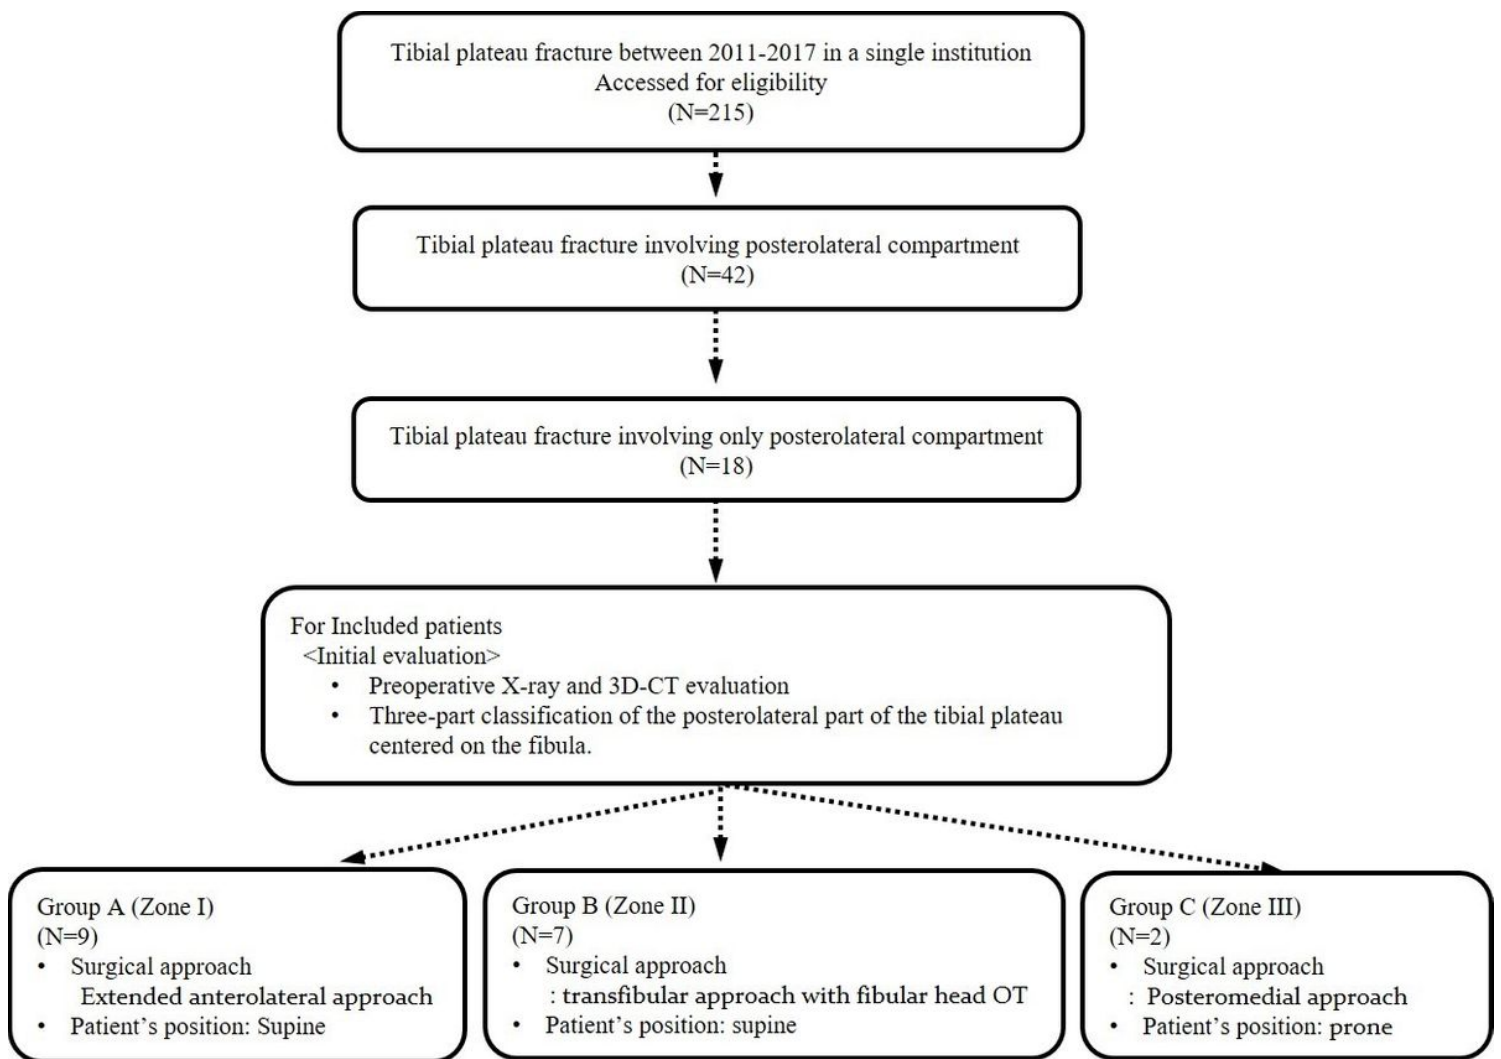 Tibial plateau fracture between 2011-2017 in a single institution
Accessed for eligibility
(N=215)
Tibial plateau fracture involving posterolateral compartment
(N=42)
Tibial plateau fracture involving only posterolateral compartment
(N=18)
For Included patients
<Initial evaluation>
• Preoperative X-ray and 3D-CT evaluation
• Three-part classification of the posterolateral part of the tibial plateau
centered on the fibula.
Group A (Zone I)
(N=9)
• Surgical approach
Extended anterolateral approach
• Patient's position: Supine
Group B (Zone II)
(N=7)
• Surgical approach
: transfibular approach with fibular head OT
• Patient's position: supine
Group C (Zone III)
(N=2)
• Surgical approach
: Posteromedial approach
• Patient's position: prone